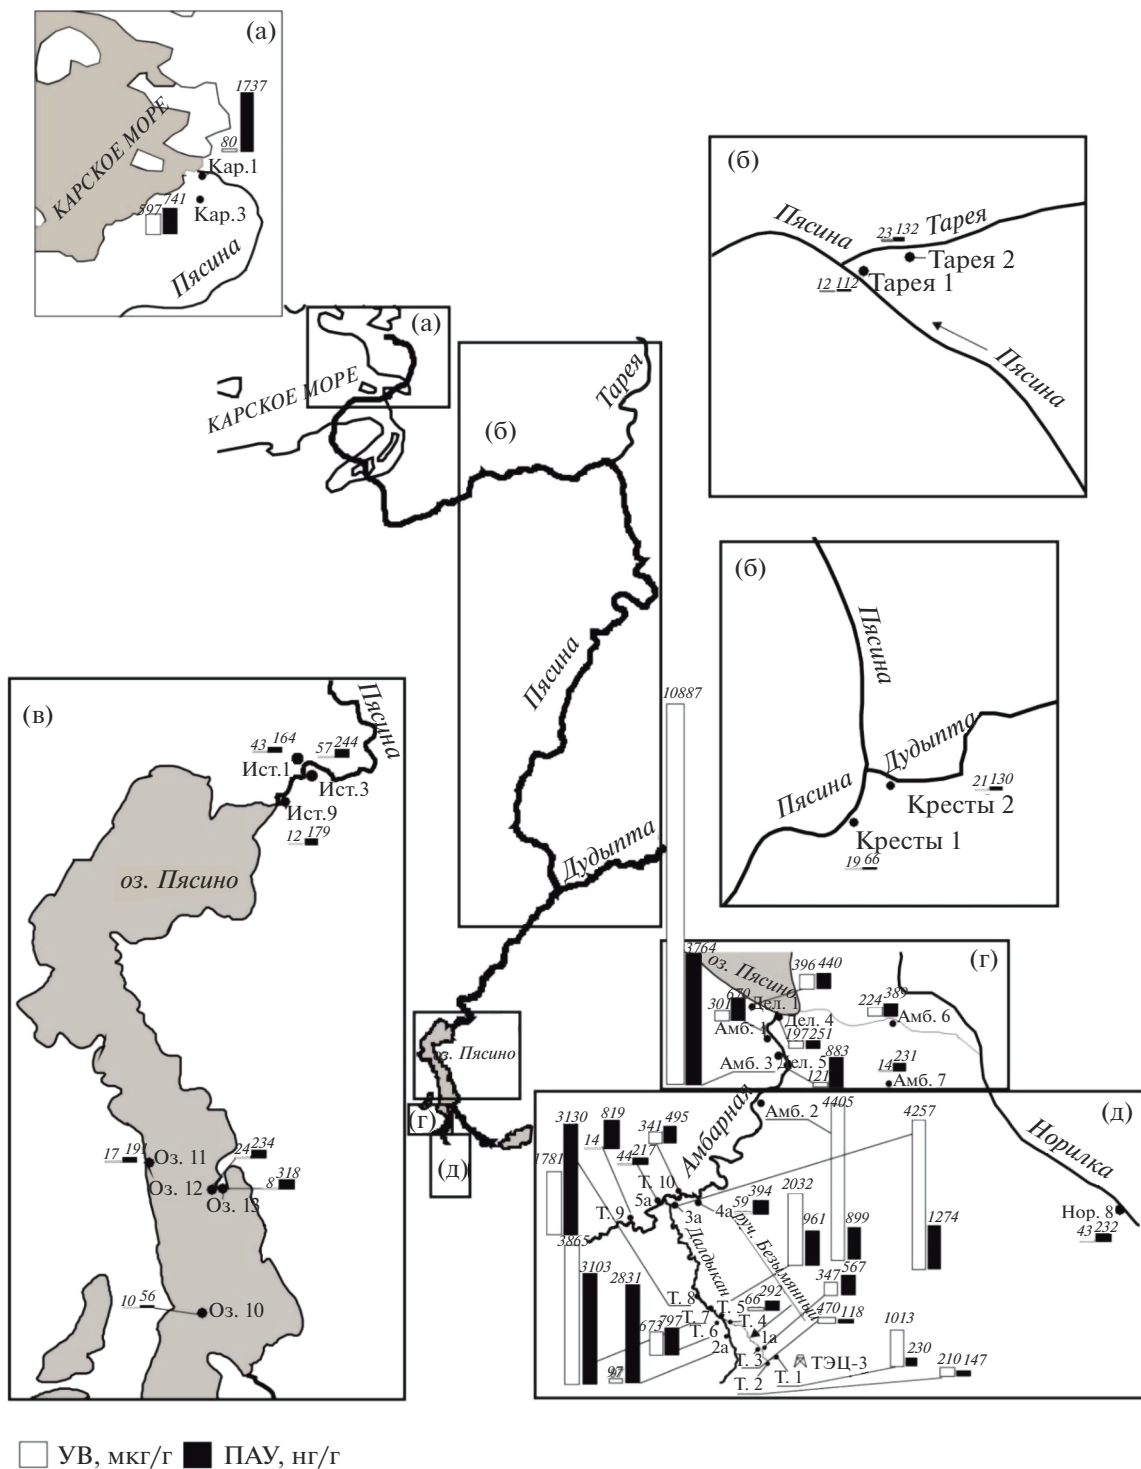 (а)
1737
80
КАРСКОЕ МОРЕ
Кар.1
741
597
Кар.3
Пясина
(б)
Пясина
Тарея
23 132
Тарея 2
Тарея 1
12 112
Пясина
(а)
КАРСКОЕ МОРЕ
Тарея
(б)
Пясина
Дудыпта
оз. Пясино
(г)
(д)
(б)
Пясина
Дудыпта
Пясина
21 130
Кресты 2
Кресты 1
19 66
(в)
Пясина
43 164
57 244
Ист.1
Ист.3
Ист.9
12 179
оз. Пясино
17 191
Оз. 11
24 234
Оз. 12
8 318
Оз. 13
10 56
Оз. 10
10887
3764
(г)
оз. Пясино
396 440
670
301
Дел. 1
389
224
Амб. 1
Дел. 4
Амб. 6
197 251
883
Амб. 3
Дел. 5
231
14
121
Амб. 7
(д)
Амб. 2
4405
4257
Амбарная
Норилка
3130
819
495
341
14
1781
217
44
Т. 10
2032
394
59
5а
4а
3а
Т. 9
961
899
1274
Нор. 8
43 232
3865
Далдыкан
руч. Безымянный
3103
2831
567
347
Т. 8
292
66
Т. 5
Т. 7
Т. 4
470 118
673 797
Т. 6
1013
2а
1а
230
Т. 3
ТЭЦ-3
97
Т. 1
210 147
Т. 2
УВ, мкг/г
ПАУ, нг/г